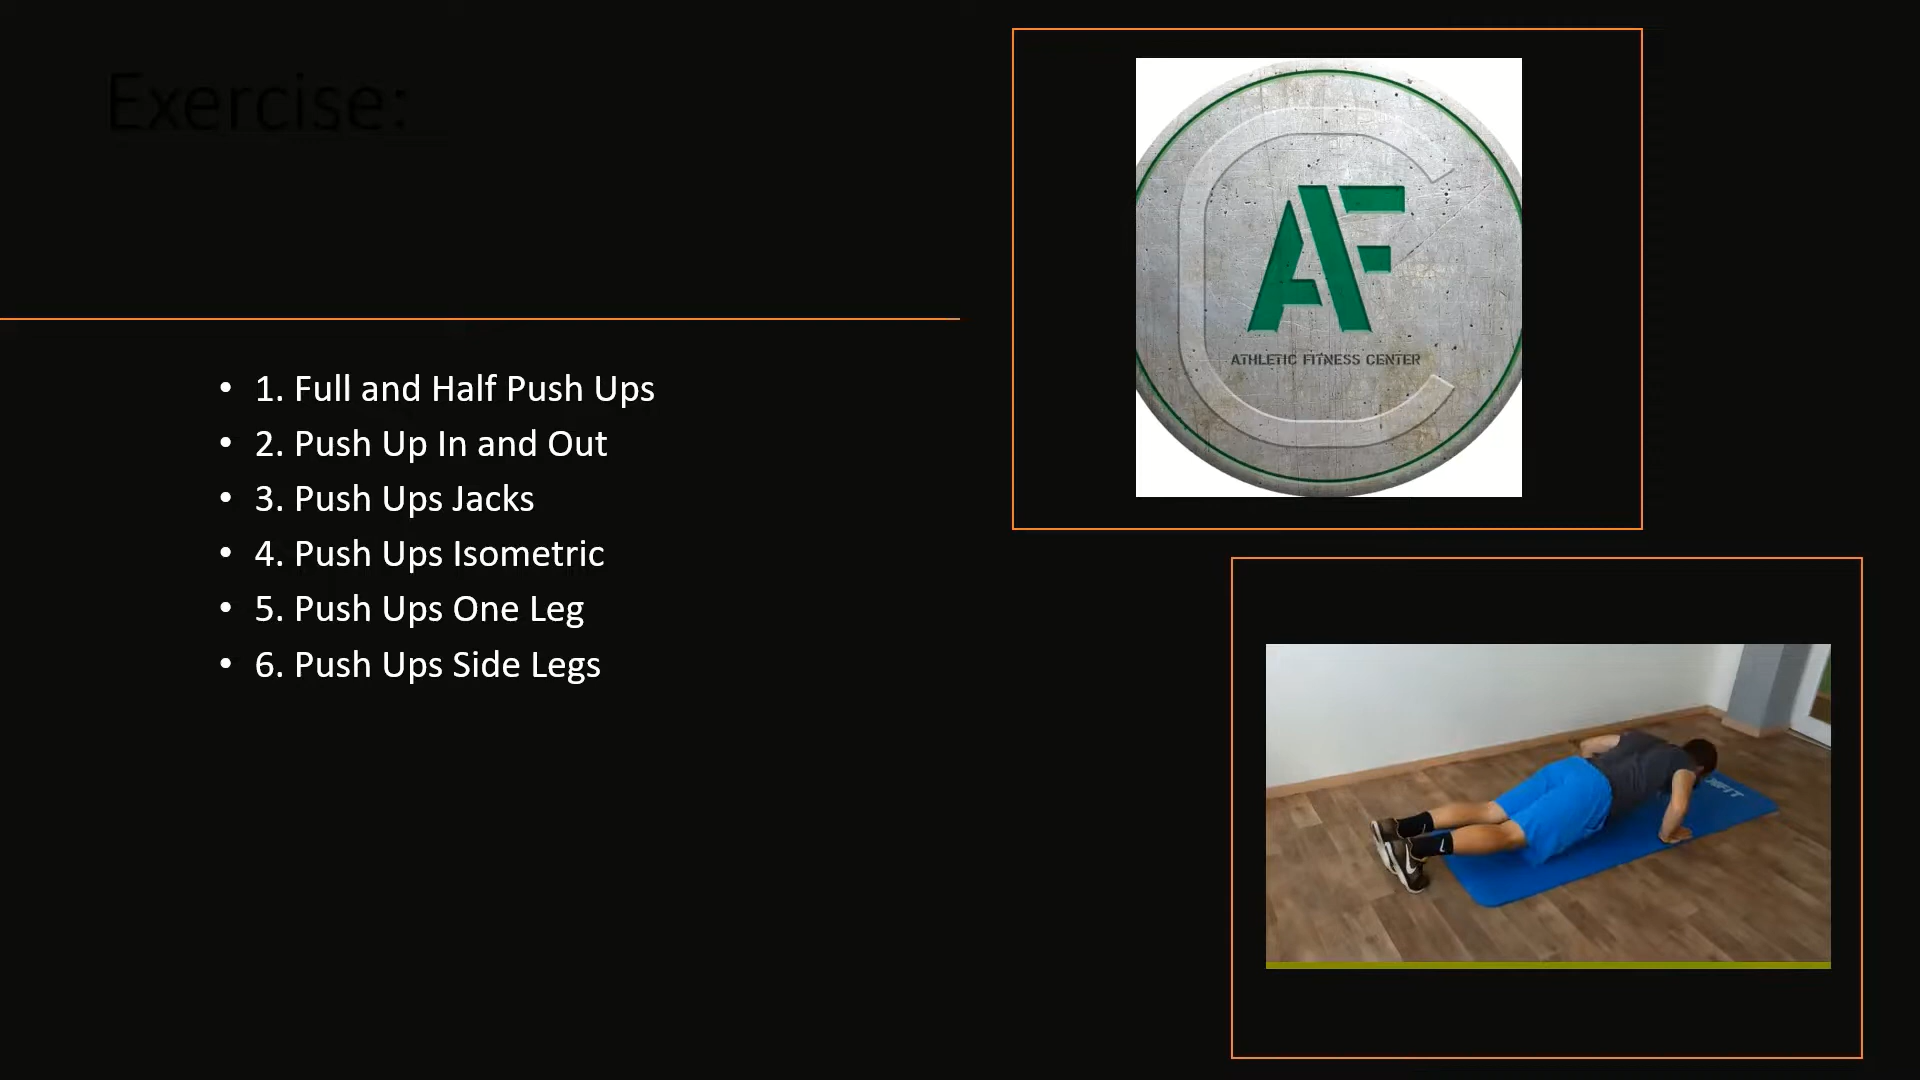 Exercise:
• 1. Full and Half Push Ups
• 2. Push Up In and Out
• 3. Push Ups Jacks
• 4. Push Ups Isometric
• 5. Push Ups One Leg
• 6. Push Ups Side Legs
AF
ATHLETIC FITNESS CENTER